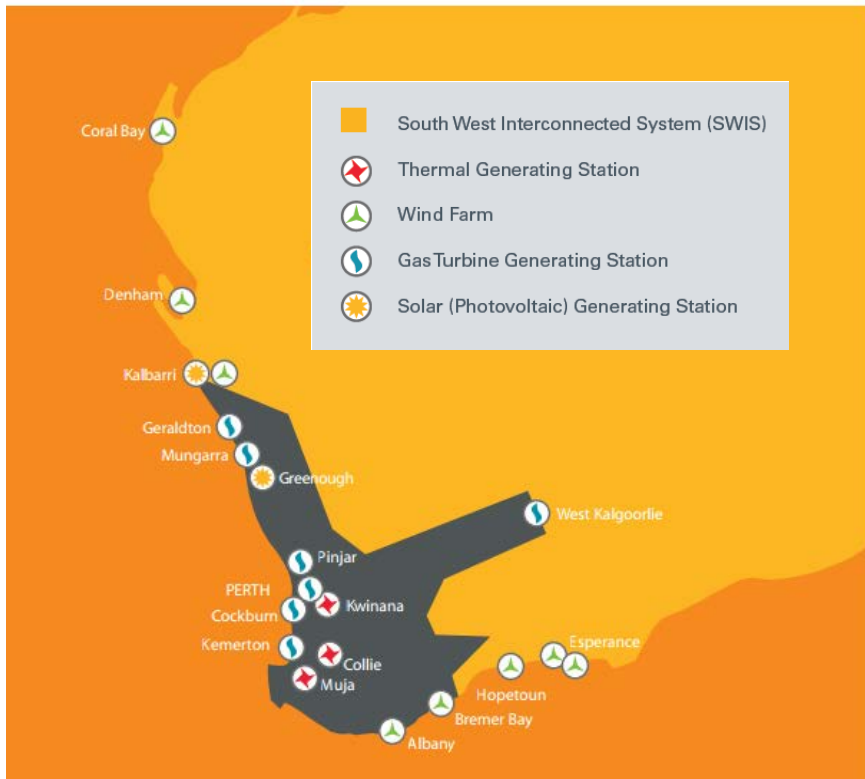 South West Interconnected System (SWIS)
Thermal Generating Station
Wind Farm
Gas Turbine Generating Station
Solar (Photovoltaic) Generating Station
Coral Bay
Denham
Kalbarri
Geraldton
Mungarra
Greenough
West Kalgoorlie
Pinjar
PERTH
Kwinana
Cockburn
Kemerton
Collie
Muja
Esperance
Hopetoun
Bremer Bay
Albany